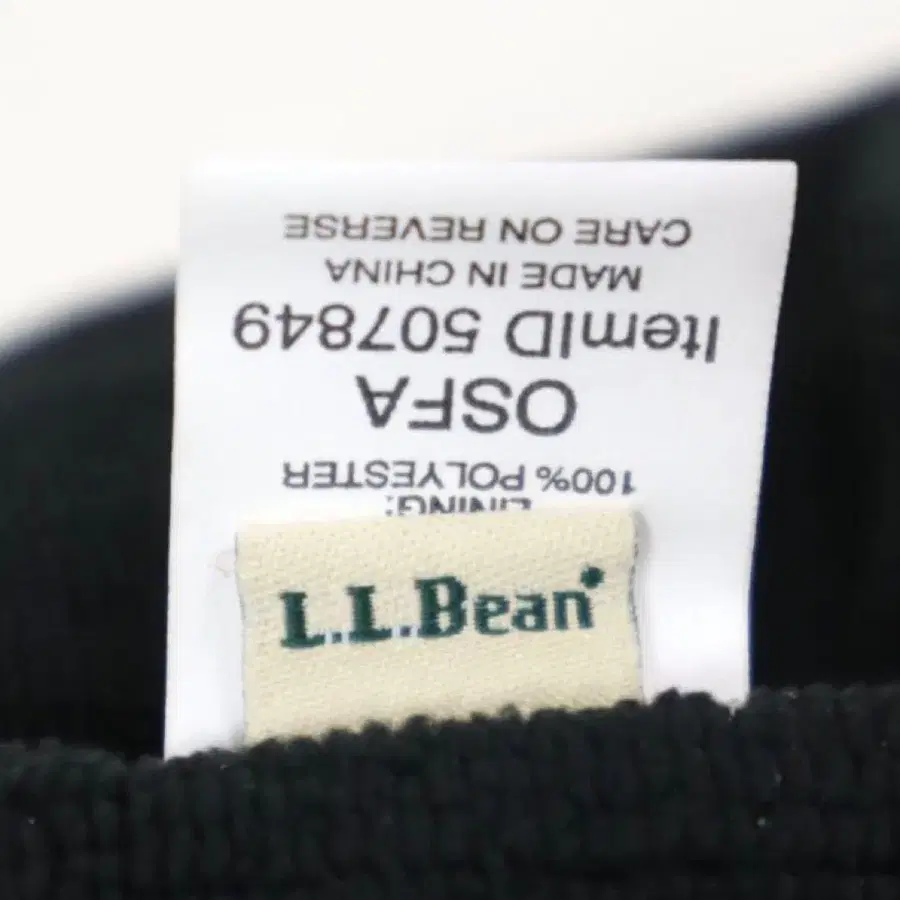 LINING:
100% POLYESTER
OSFA
ItemID 507849
MADE IN CHINA
CARE ON REVERSE
L.L.Bean